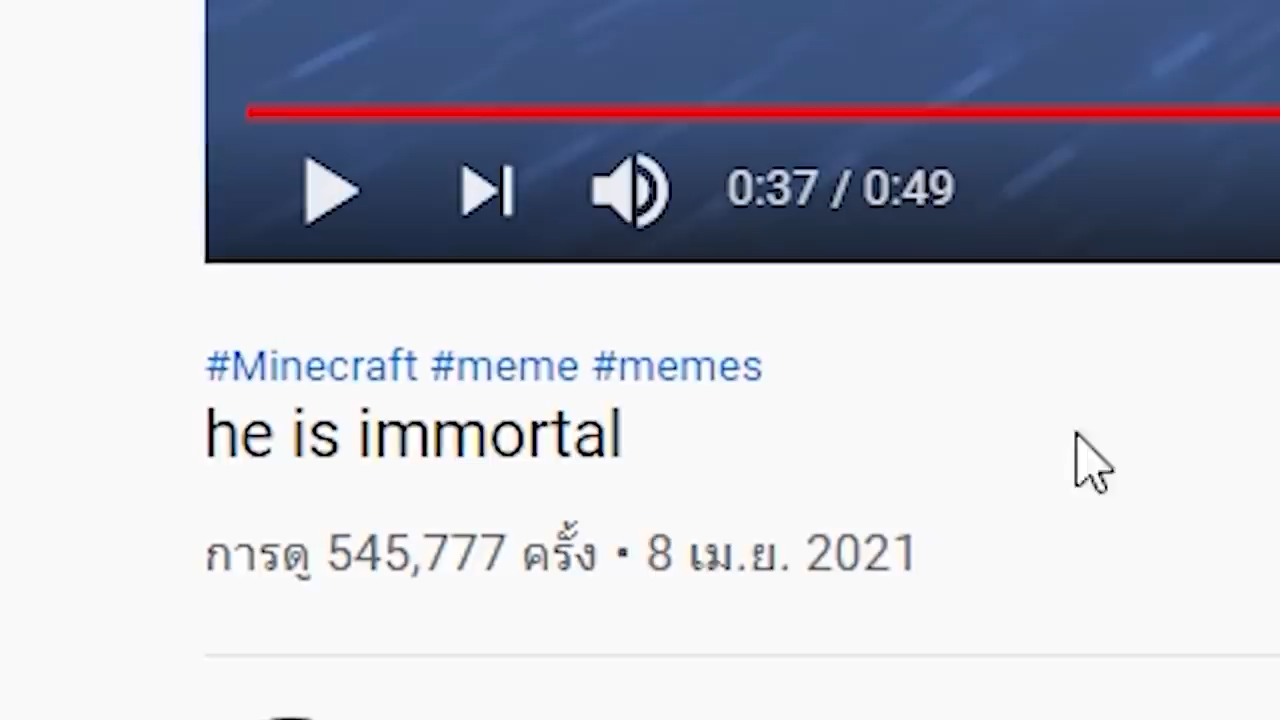 0:37 / 0:49
#Minecraft #meme #memes
he is immortal
การดู 545,777 ครั้ง • 8 เม.ย. 2021